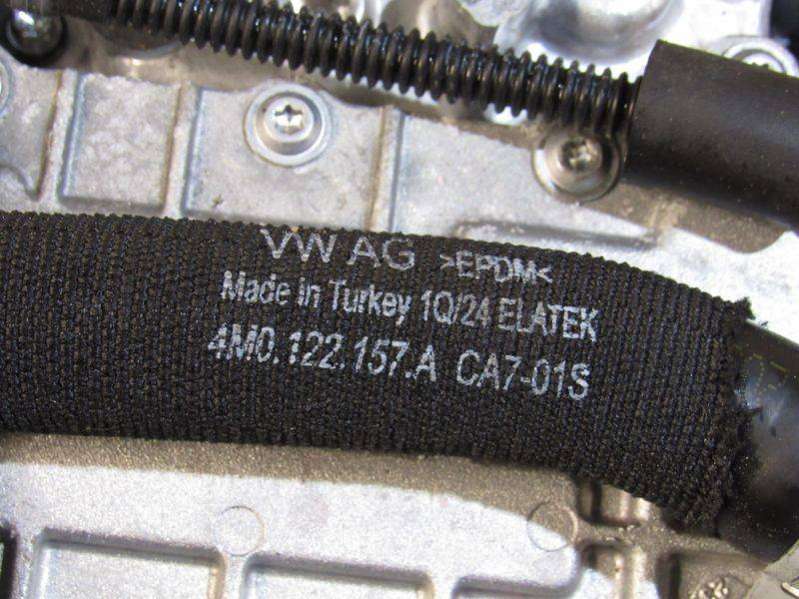 VW AG >EPDM<
Made in Turkey 1Q/24 ELATEK
4M0.122.157.A CA7-01S